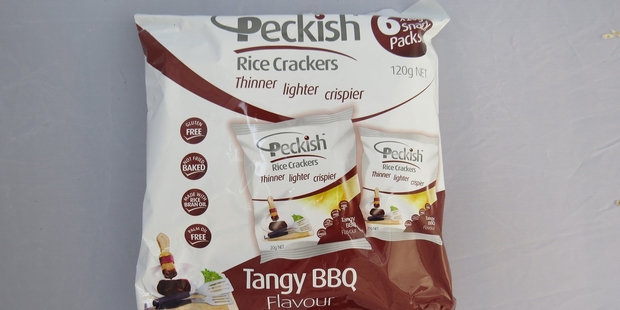 Peckish
Rice Crackers
Thinner lighter crispier
6
Snack
Packs
120g NET
GLUTEN
FREE
NOT FRIED
BAKED
MADE WITH
RICE
BRAN OIL
PALM OIL
FREE
Peckish
Rice Crackers
Thinner lighter crispier
Tangy
BBQ
Flavour
20g NET
Peckish
Rice Crackers
Thinner lighter crispier
Tangy
BBQ
Flavour
Tangy BBQ
Flavour